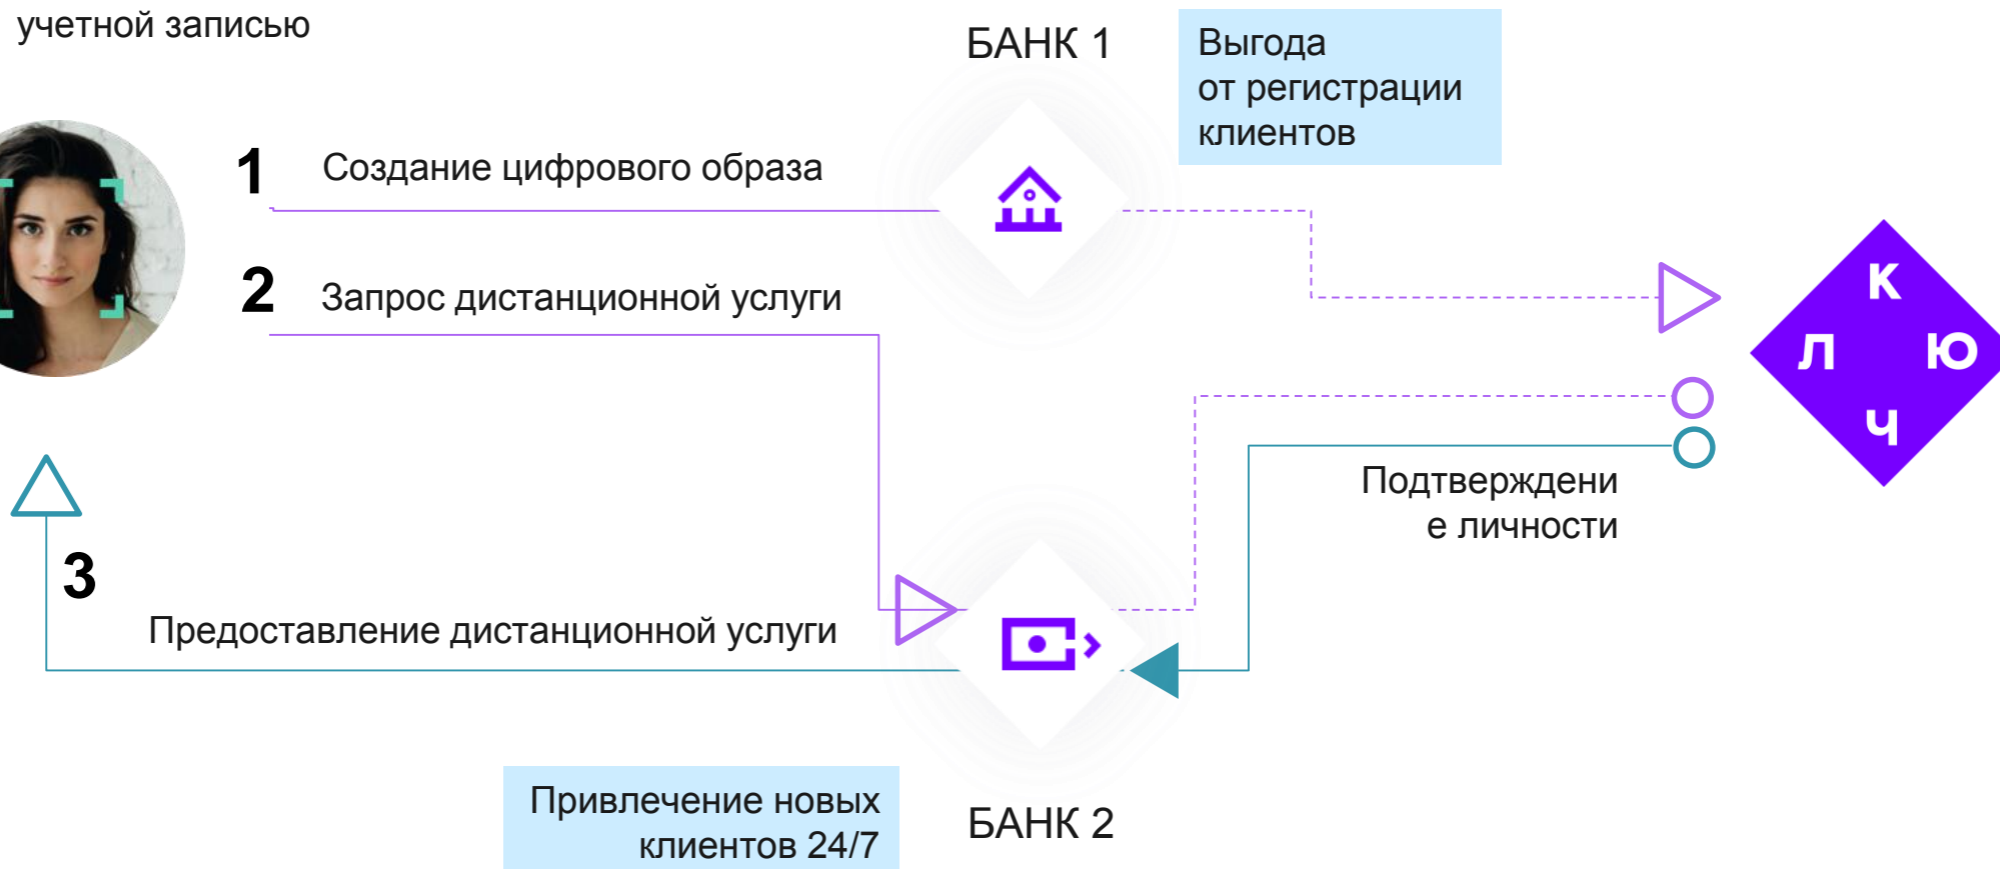 учетной записью
БАНК 1
Выгода
от регистрации
клиентов
1
Создание цифрового образа
2
Запрос дистанционной услуги
К
Л Ю
Ч
Подтверждени
е личности
3
Предоставление дистанционной услуги
Привлечение новых
клиентов 24/7
БАНК 2